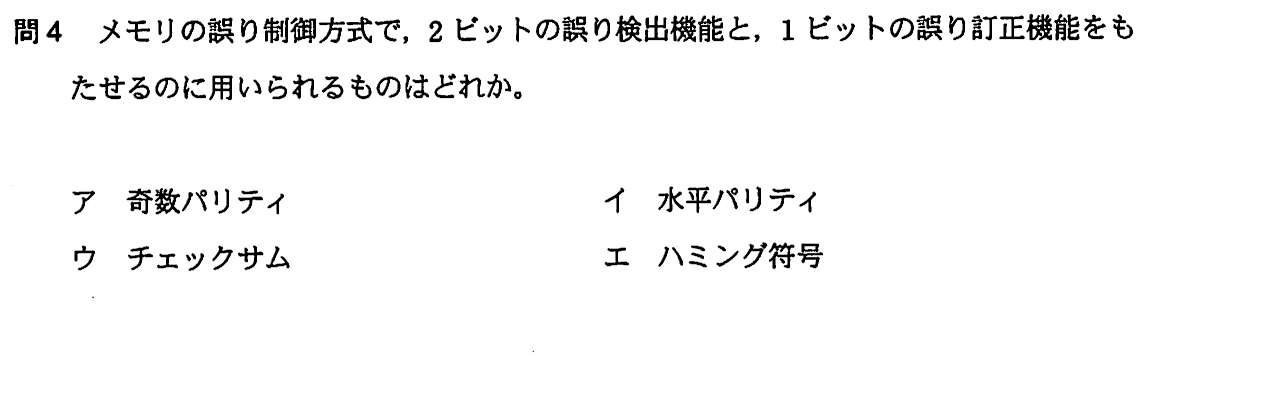 問4　メモリの誤り制御方式で，2 ビットの誤り検出機能と，1 ビットの誤り訂正機能をも
たせるのに用いられるものはどれか。
ア　奇数パリティ　イ　水平パリティ
ウ　チェックサム　エ　ハミング符号